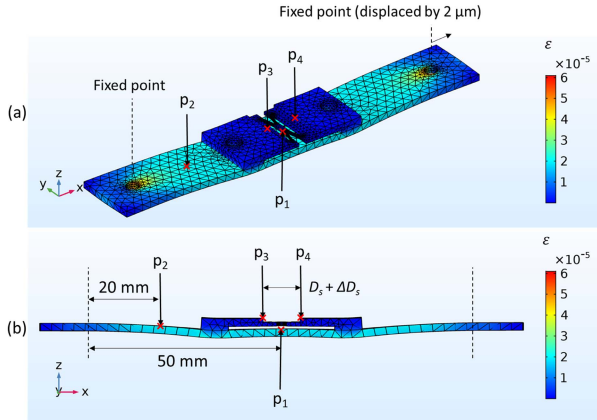 Fixed point (displaced by 2 µm)
ε
×10⁻⁵
(a)
Fixed point
p₂
p₃
p₄
p₁
6
5
4
3
2
1
y z x
(b)
20 mm
p₂
p₃
p₄
Dₛ + ΔDₛ
50 mm
p₁
ε
×10⁻⁵
6
5
4
3
2
1
z
y x